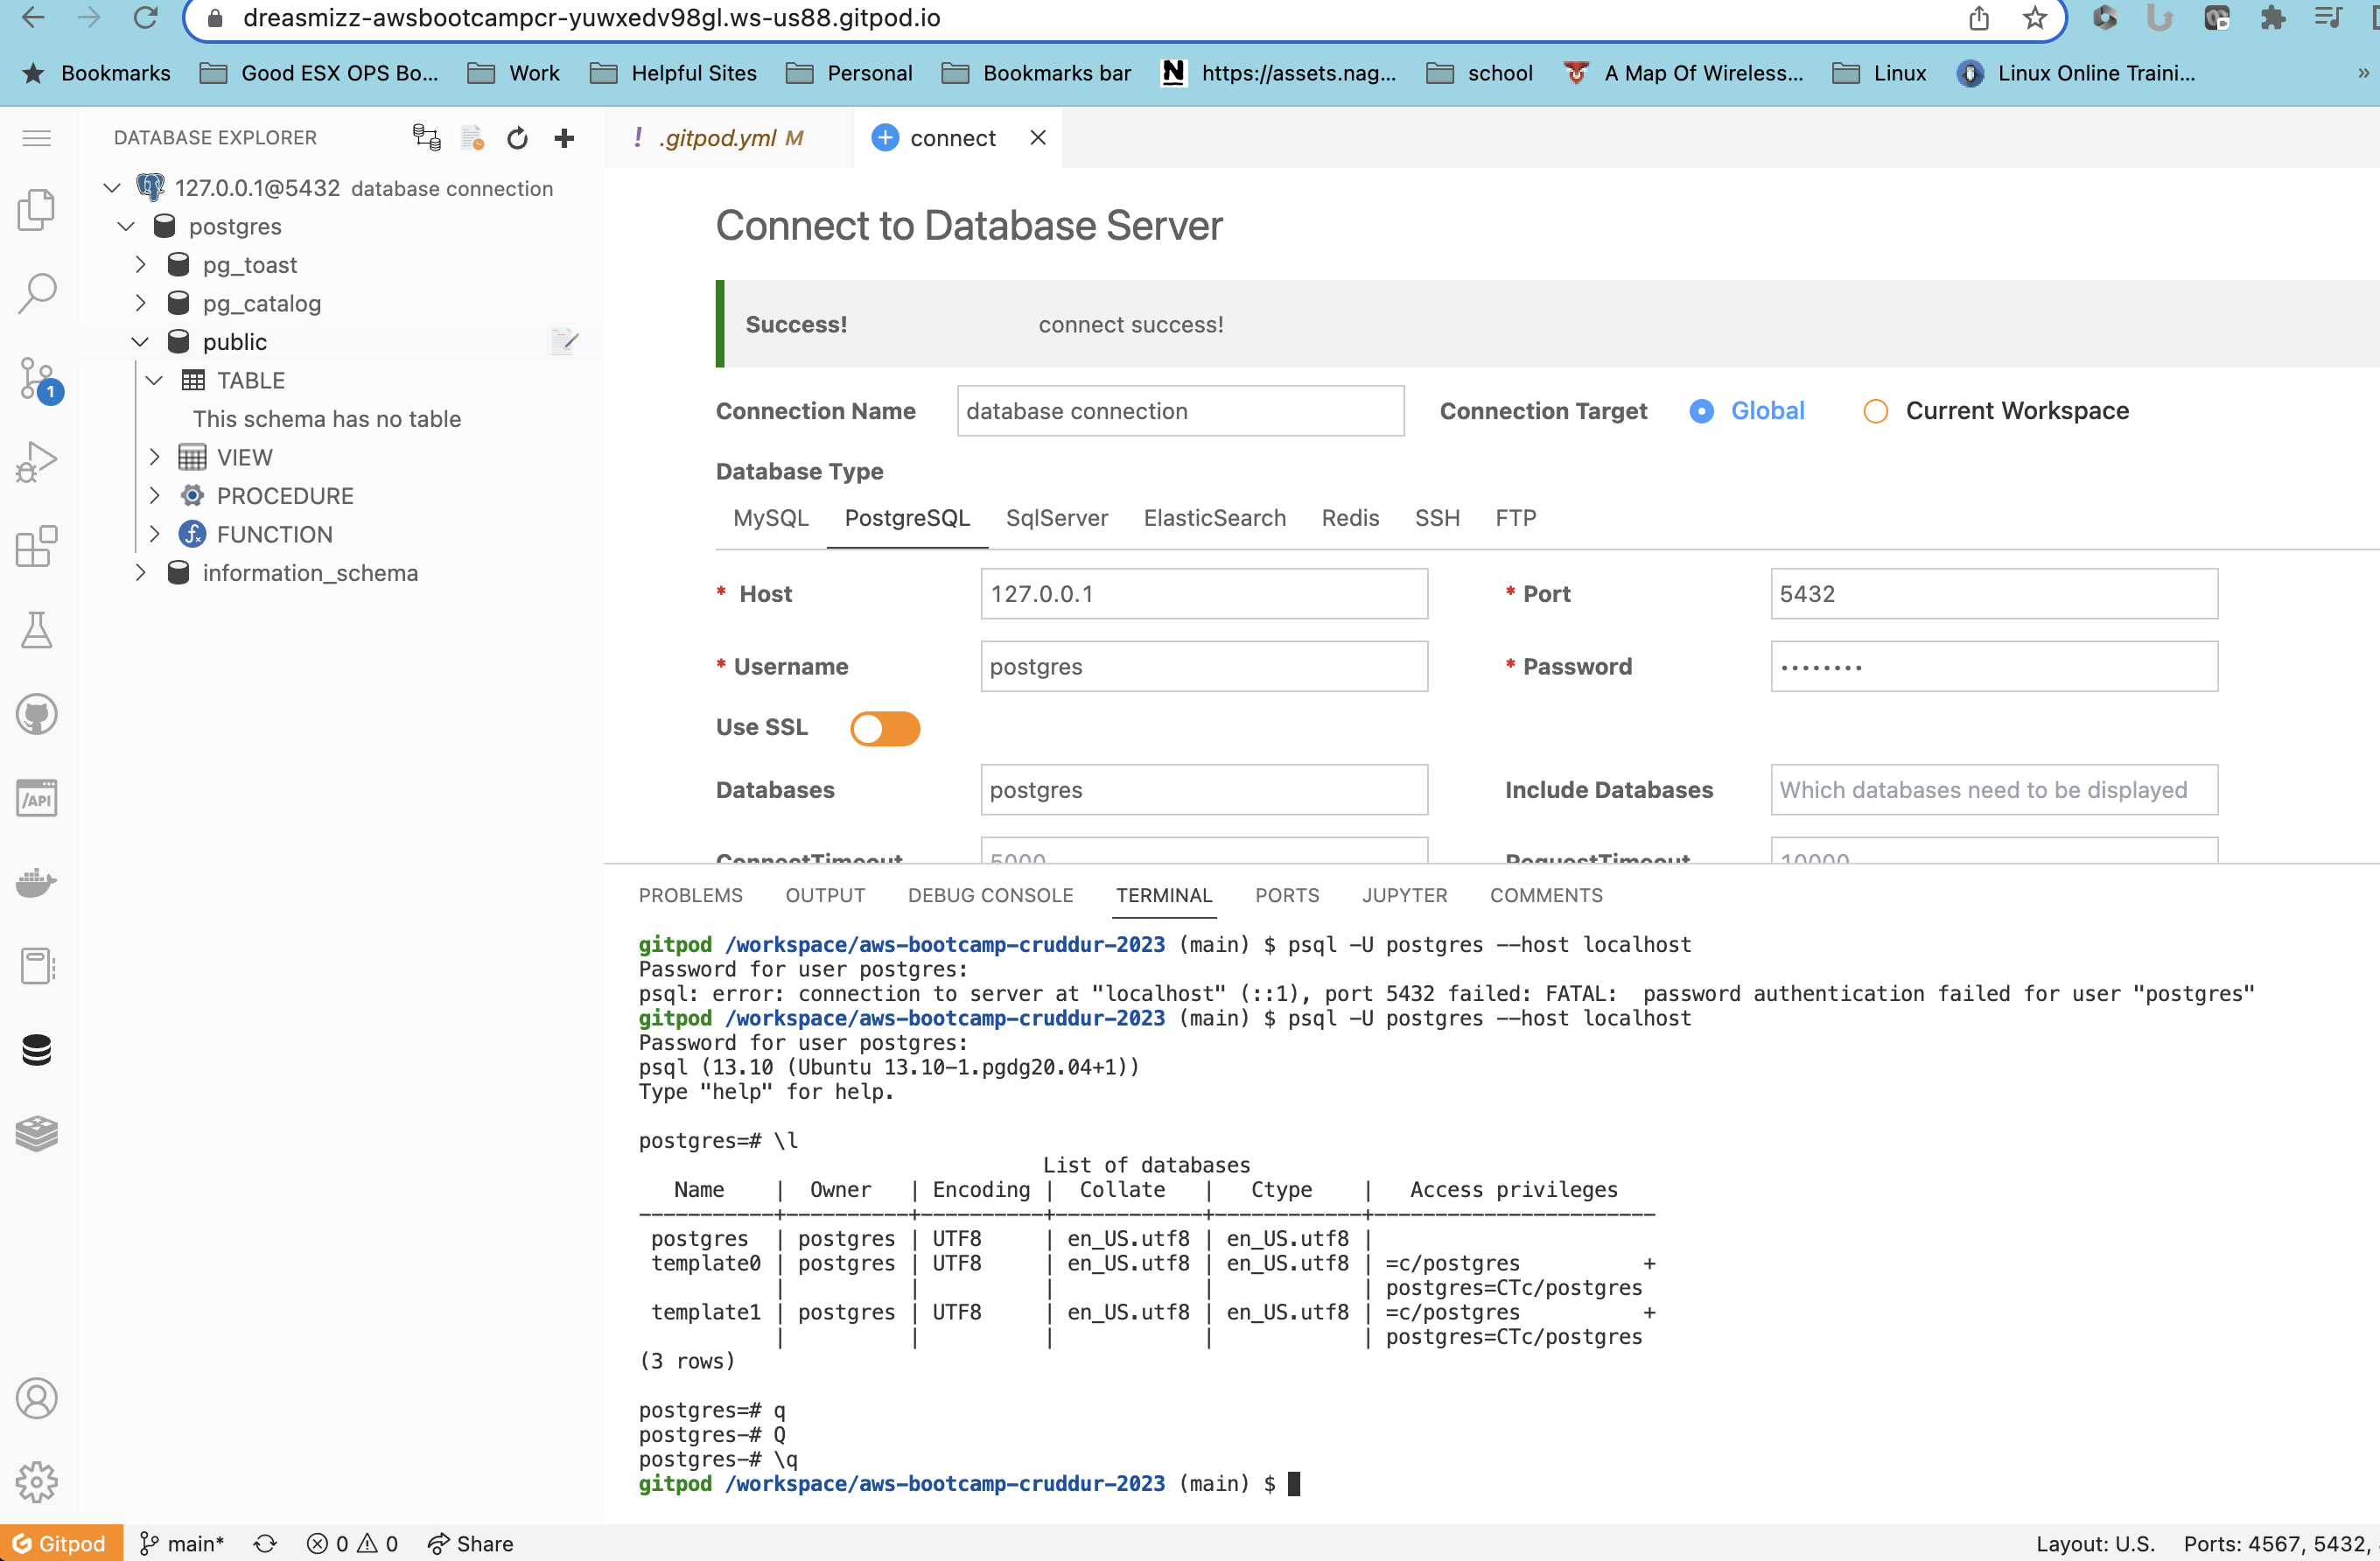 dreasmizz-awsbootcampcr-yuwxedv98gl.ws-us88.gitpod.io
Bookmarks Good ESX OPS Bo... Work Helpful Sites Personal Bookmarks bar N https://assets.nag... school A Map Of Wireless... Linux Linux Online Traini... »
DATABASE EXPLORER
! .gitpod.yml M connect
127.0.0.1@5432 database connection
postgres
pg_toast
pg_catalog
public
TABLE
This schema has no table
VIEW
PROCEDURE
FUNCTION
information_schema
1
/API
Connect to Database Server
Success! connect success!
Connection Name database connection Connection Target Global Current Workspace
Database Type
MySQL PostgreSQL SqlServer ElasticSearch Redis SSH FTP
* Host 127.0.0.1 * Port 5432
* Username postgres * Password ••••••••
Use SSL
Databases postgres Include Databases Which databases need to be displayed
ConnectTimeout 5000 RequestTimeout 10000
PROBLEMS OUTPUT DEBUG CONSOLE TERMINAL PORTS JUPYTER COMMENTS
gitpod /workspace/aws-bootcamp-cruddur-2023 (main) $ psql -U postgres --host localhost
Password for user postgres:
psql: error: connection to server at "localhost" (::1), port 5432 failed: FATAL:  password authentication failed for user "postgres"
gitpod /workspace/aws-bootcamp-cruddur-2023 (main) $ psql -U postgres --host localhost
Password for user postgres:
psql (13.10 (Ubuntu 13.10-1.pgdg20.04+1))
Type "help" for help.
postgres=# \l
List of databases
Name | Owner | Encoding | Collate | Ctype | Access privileges
-----------+----------+----------+------------+------------+-----------------------
postgres | postgres | UTF8 | en_US.utf8 | en_US.utf8 |
template0 | postgres | UTF8 | en_US.utf8 | en_US.utf8 | =c/postgres +
| | | | | postgres=CTc/postgres
template1 | postgres | UTF8 | en_US.utf8 | en_US.utf8 | =c/postgres +
| | | | | postgres=CTc/postgres
(3 rows)
postgres=# q
postgres-# Q
postgres-# \q
gitpod /workspace/aws-bootcamp-cruddur-2023 (main) $
Gitpod main* 0 0 Share Layout: U.S. Ports: 4567, 5432,